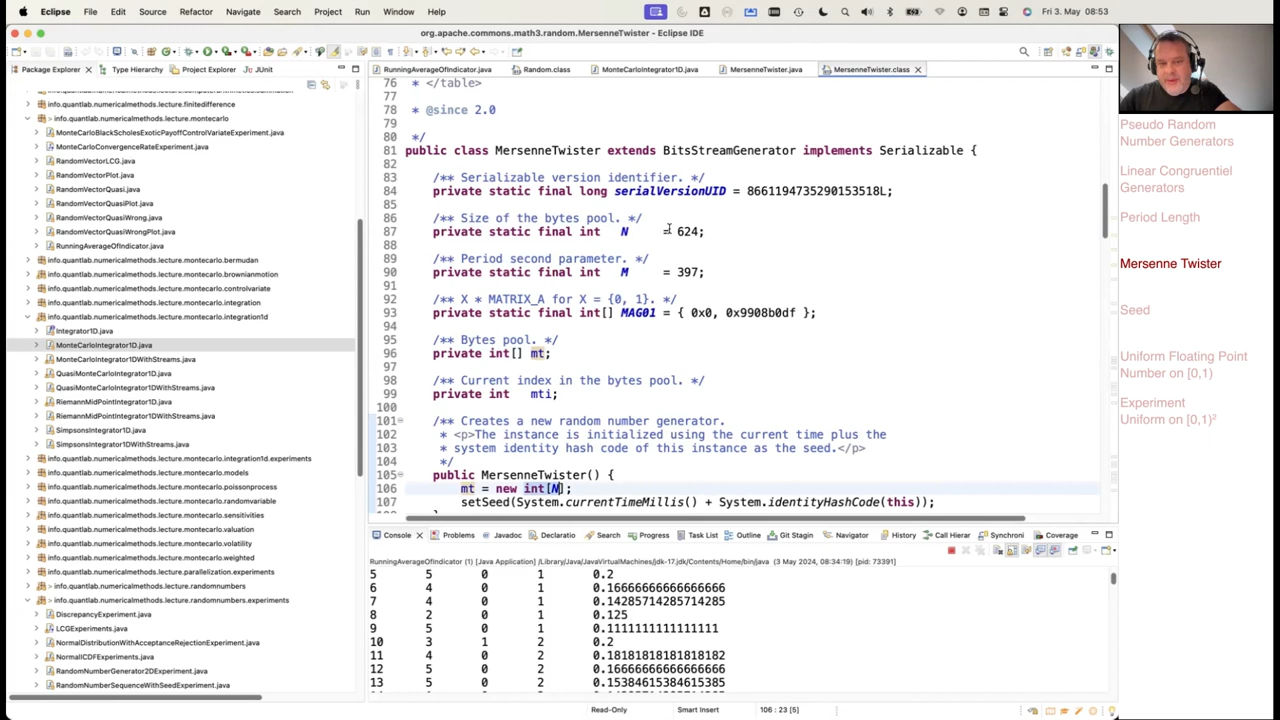 Eclipse File Edit Source Refactor Navigate Search Project Run Window Help Fri 3. May 08:53
org.apache.commons.math3.random.MersenneTwister - Eclipse IDE
Package Explorer Type Hierarchy Project Explorer JUnit
info.quantlab.numericalmethods.lecture.finitedifference
> info.quantlab.numericalmethods.lecture.montecarlo
MonteCarloBlackScholesExoticPayoffControlVariateExperiment.java
MonteCarloConvergenceRateExperiment.java
RandomVectorLCG.java
RandomVectorPlot.java
RandomVectorQuasi.java
RandomVectorQuasiPlot.java
RandomVectorQuasiWrong.java
RandomVectorQuasiWrongPlot.java
RunningAverageOfIndicator.java
info.quantlab.numericalmethods.lecture.montecarlo.bermudan
info.quantlab.numericalmethods.lecture.montecarlo.brownianmotion
info.quantlab.numericalmethods.lecture.montecarlo.controlvariate
info.quantlab.numericalmethods.lecture.montecarlo.integration
info.quantlab.numericalmethods.lecture.montecarlo.integration1d
Integrator1D.java
MonteCarloIntegrator1D.java
MonteCarloIntegrator1DWithStreams.java
QuasiMonteCarloIntegrator1D.java
QuasiMonteCarloIntegrator1DWithStreams.java
RiemannMidPointIntegrator1D.java
RiemannMidPointIntegrator1DWithStreams.java
SimpsonsIntegrator1D.java
SimpsonsIntegrator1DWithStreams.java
info.quantlab.numericalmethods.lecture.montecarlo.integration1d.experiments
info.quantlab.numericalmethods.lecture.montecarlo.models
info.quantlab.numericalmethods.lecture.montecarlo.poissonprocess
info.quantlab.numericalmethods.lecture.montecarlo.randomvariable
info.quantlab.numericalmethods.lecture.montecarlo.sensitivities
info.quantlab.numericalmethods.lecture.montecarlo.valuation
info.quantlab.numericalmethods.lecture.montecarlo.volatility
info.quantlab.numericalmethods.lecture.montecarlo.weighted
info.quantlab.numericalmethods.lecture.parallelization.experiments
> info.quantlab.numericalmethods.lecture.randomnumbers
> info.quantlab.numericalmethods.lecture.randomnumbers.experiments
DiscrepancyExperiment.java
LCGExperiments.java
NormalDistributionWithAcceptanceRejectionExperiment.java
NormalICDFExperiments.java
RandomNumberGenerator2DExperiment.java
RandomNumberSequenceWithSeedExperiment.java
RunningAverageOfIndicator.java Random.class MonteCarloIntegrator1D.java MersenneTwister.java MersenneTwister.class
76 * </table>
77
78 * @since 2.0
79
80 */
81 public class MersenneTwister extends BitsStreamGenerator implements Serializable {
82
83 /** Serializable version identifier. */
84 private static final long serialVersionUID = 8661194735290153518L;
85
86 /** Size of the bytes pool. */
87 private static final int N = 624;
88
89 /** Period second parameter. */
90 private static final int M = 397;
91
92 /** X * MATRIX_A for X = {0, 1}. */
93 private static final int[] MAG01 = { 0x0, 0x9908b0df };
94
95 /** Bytes pool. */
96 private int[] mt;
97
98 /** Current index in the bytes pool. */
99 private int mti;
100
101 /** Creates a new random number generator.
102 * <p>The instance is initialized using the current time plus the
103 * system identity hash code of this instance as the seed.</p>
104 */
105 public MersenneTwister() {
106 mt = new int[N];
107 setSeed(System.currentTimeMillis() + System.identityHashCode(this));
Console Problems Javadoc Declaratio Search Progress Task List Outline Git Stagin Navigator History Call Hierar Synchroni Coverage
RunningAverageOfIndicator (1) [Java Application] /Library/Java/JavaVirtualMachines/jdk-17.jdk/Contents/Home/bin/java (3 May 2024, 08:34:19) [pid: 73391]
5 5 0 1 0.2
6 4 0 1 0.16666666666666666
7 4 0 1 0.14285714285714285
8 2 0 1 0.125
9 5 0 1 0.1111111111111111
10 3 1 2 0.2
11 4 0 2 0.18181818181818182
12 5 0 2 0.16666666666666666
13 5 0 2 0.15384615384615385
Read-Only Smart Insert 106 : 23 [5]
Pseudo Random
Number Generators
Linear Congruentiel
Generators
Period Length
Mersenne Twister
Seed
Uniform Floating Point
Number on [0,1)
Experiment
Uniform on [0,1)²